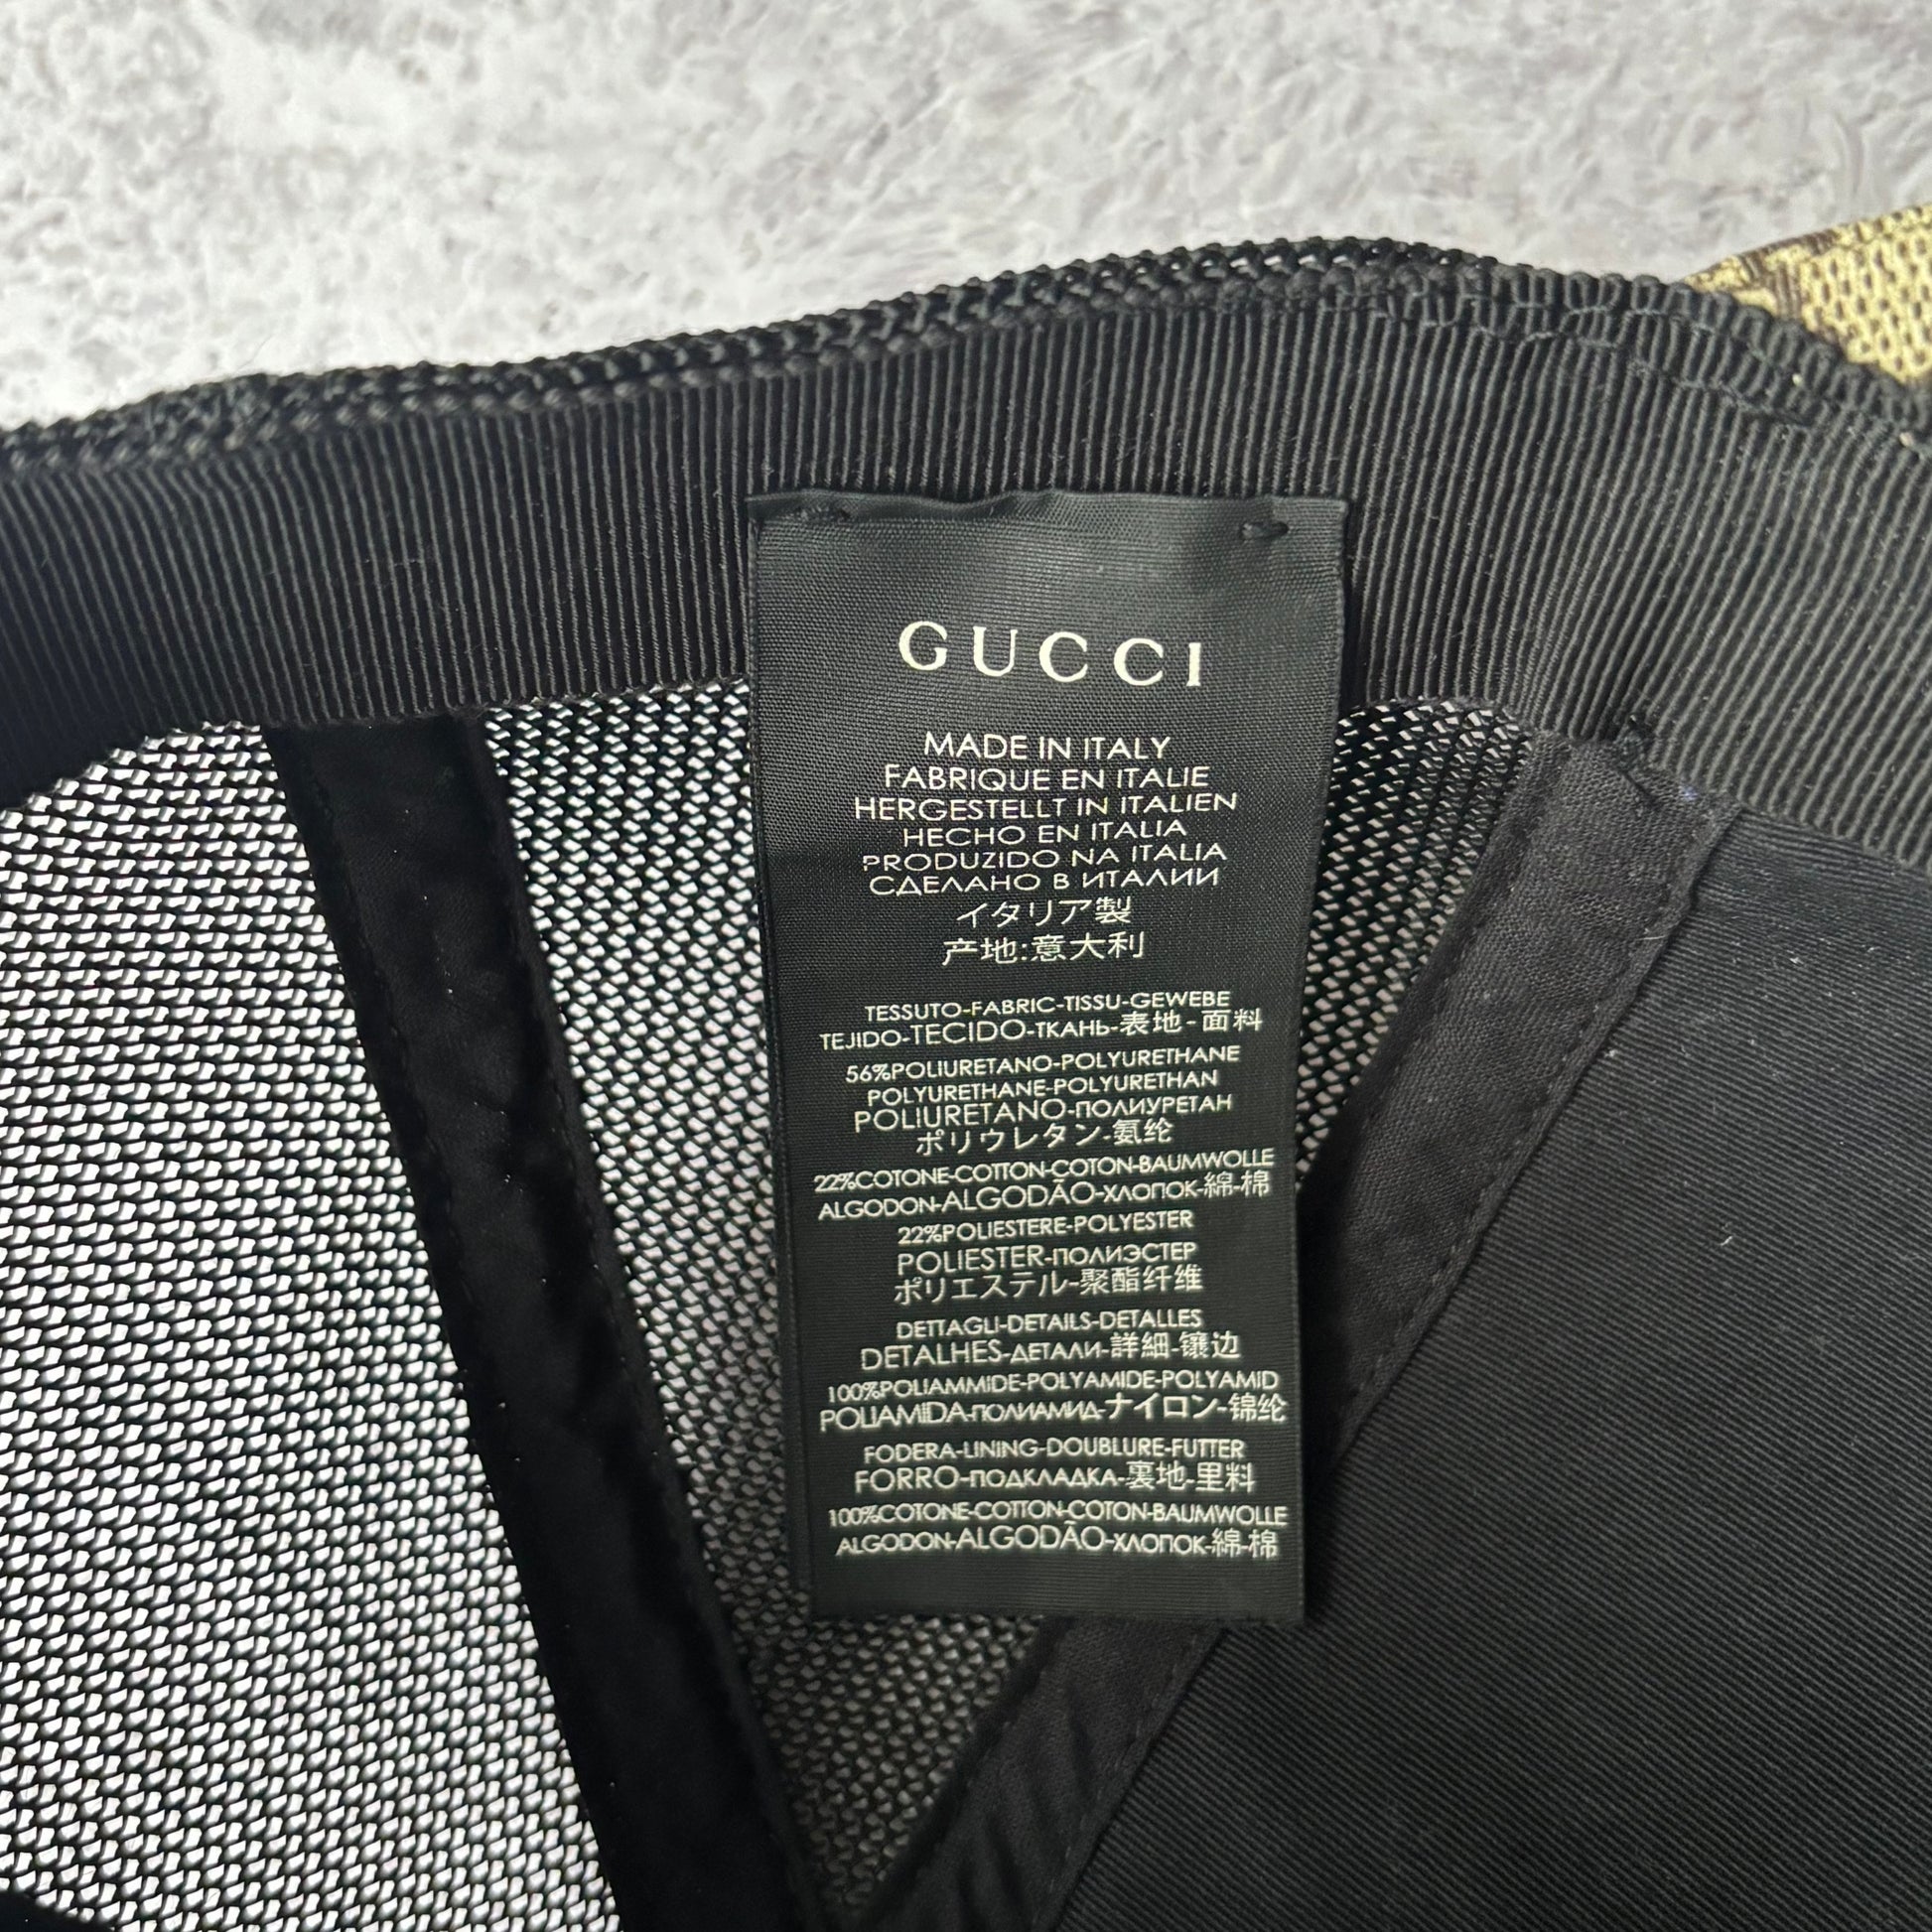 GUCCI
MADE IN ITALY
FABRIQUE EN ITALIE
HERGESTELLT IN ITALIEN
HECHO EN ITALIA
PRODUZIDO NA ITALIA
СДЕЛАНО В ИТАЛИИ
イタリア製
产地:意大利
TESSUTO-FABRIC-TISSU-GEWEBE
TEJIDO-TECIDO-ТКАНЬ-表地-面料
56%POLIURETANO-POLYURETHANE
POLYURETHANE-POLYURETHAN
POLIURETANO-ПОЛИУРЕТАН
ポリウレタン-氨纶
22%COTONE-COTTON-COTON-BAUMWOLLE
ALGODON-ALGODÃO-ХЛОПОК-綿-棉
22%POLIESTERE-POLYESTER
POLIESTER-ПОЛИЭСТЕР
ポリエステル-聚酯纤维
DETTAGLI-DETAILS-DETALLES
DETALHES-ДЕТАЛИ-詳細-镶边
100%POLIAMMIDE-POLYAMIDE-POLYAMID
POLIAMIDA-ПОЛИАМИД-ナイロン-锦纶
FODERA-LINING-DOUBLURE-FUTTER
FORRO-ПОДКЛАДКА-裏地-里料
100%COTONE-COTTON-COTON-BAUMWOLLE
ALGODON-ALGODÃO-ХЛОПОК-綿-棉